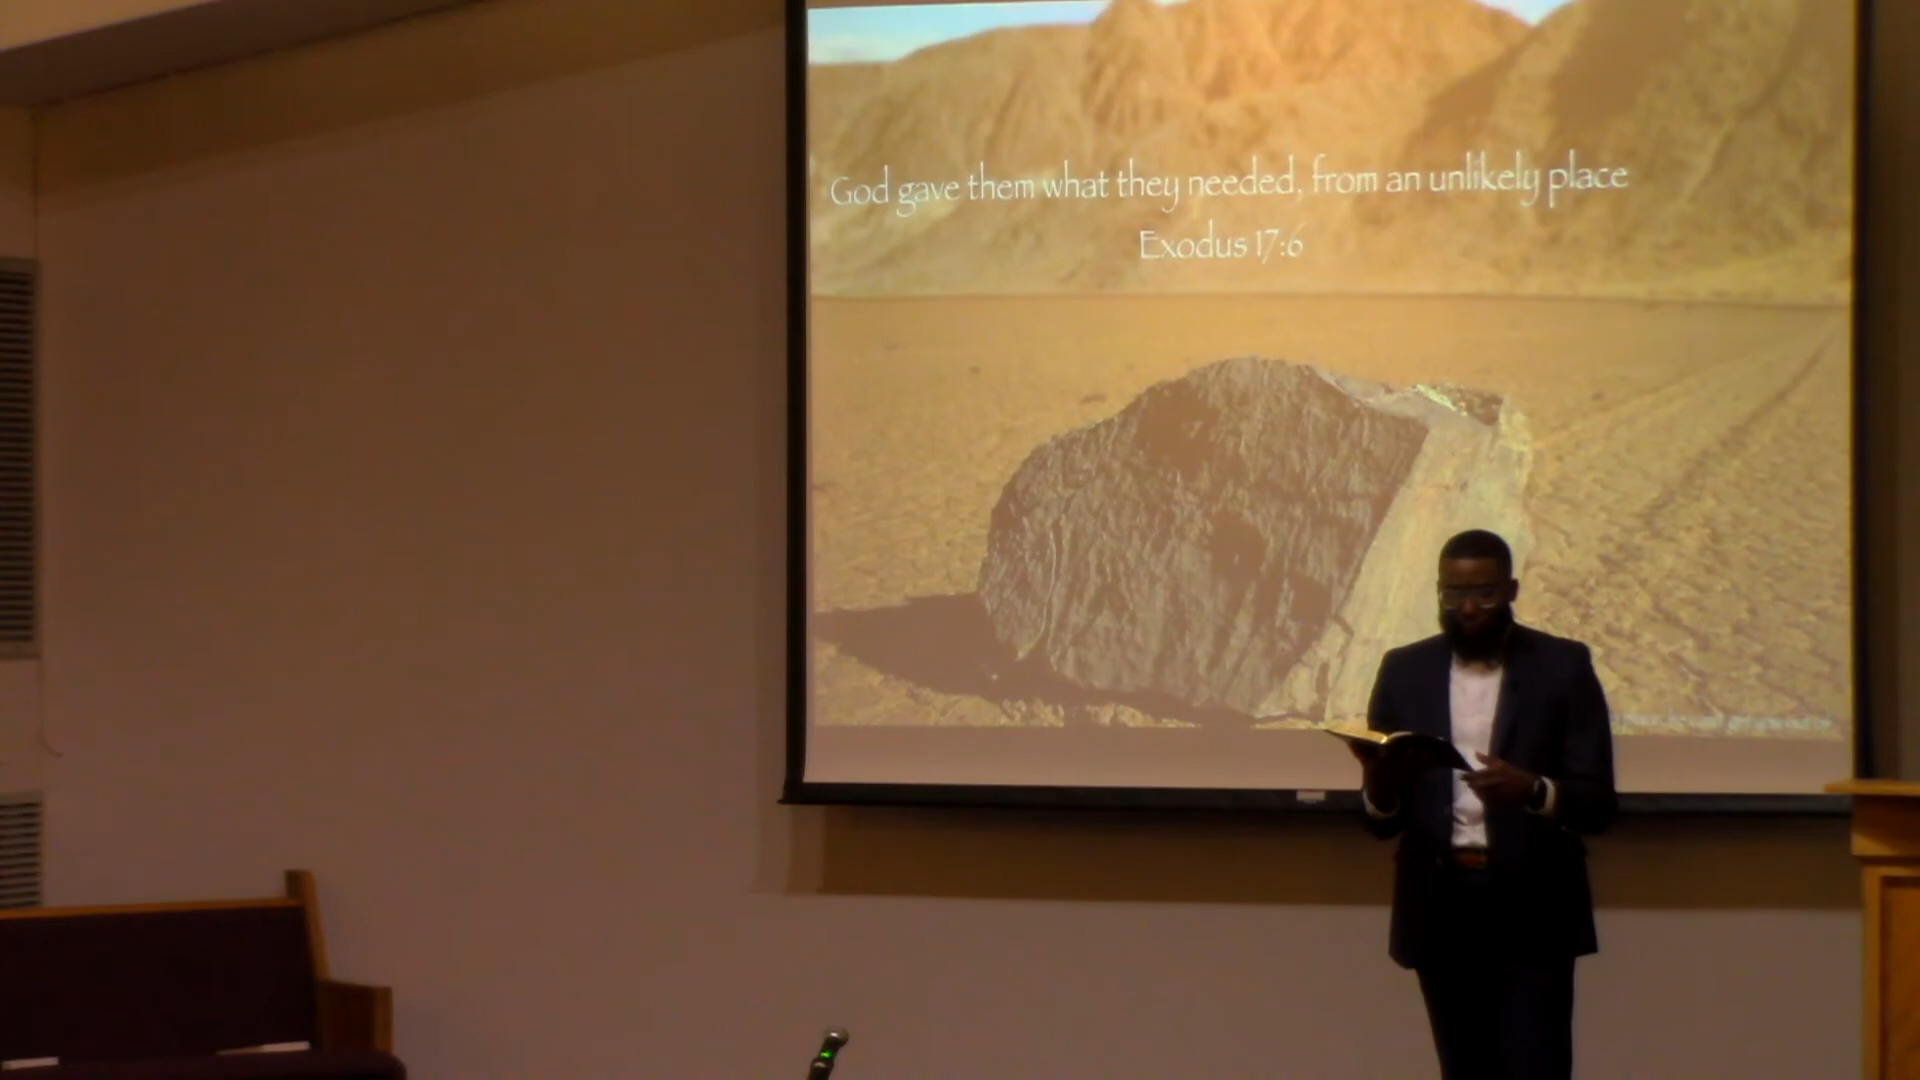 God gave them what they needed, from an unlikely place
Exodus 17:6